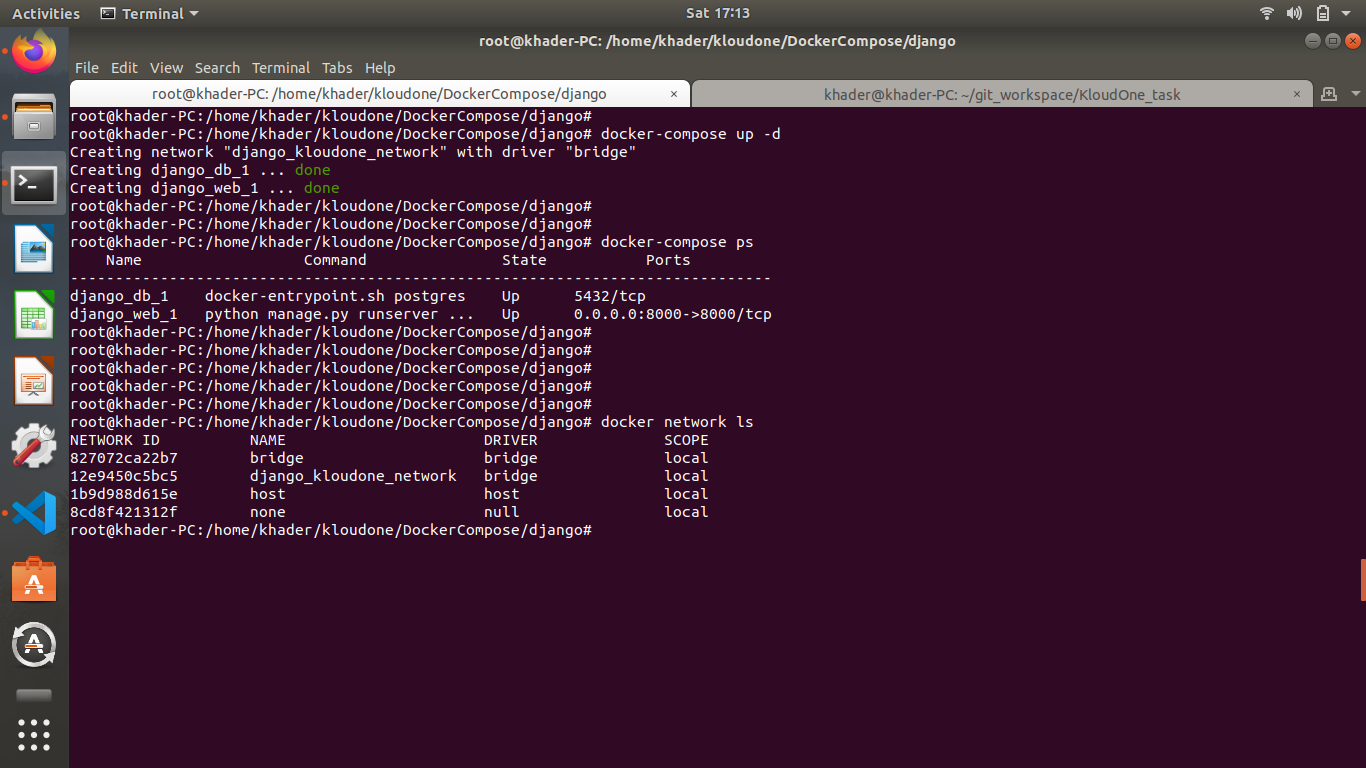 Activities Terminal Sat 17:13
root@khader-PC: /home/khader/kloudone/DockerCompose/django
File Edit View Search Terminal Tabs Help
root@khader-PC: /home/khader/kloudone/DockerCompose/django × khader@khader-PC: ~/git_workspace/KloudOne_task ×
root@khader-PC:/home/khader/kloudone/DockerCompose/django#
root@khader-PC:/home/khader/kloudone/DockerCompose/django# docker-compose up -d
Creating network "django_kloudone_network" with driver "bridge"
Creating django_db_1 ... done
Creating django_web_1 ... done
root@khader-PC:/home/khader/kloudone/DockerCompose/django#
root@khader-PC:/home/khader/kloudone/DockerCompose/django#
root@khader-PC:/home/khader/kloudone/DockerCompose/django# docker-compose ps
    Name                  Command               State           Ports
------------------------------------------------------------------------------
django_db_1    docker-entrypoint.sh postgres    Up      5432/tcp
django_web_1   python manage.py runserver ...   Up      0.0.0.0:8000->8000/tcp
root@khader-PC:/home/khader/kloudone/DockerCompose/django#
root@khader-PC:/home/khader/kloudone/DockerCompose/django#
root@khader-PC:/home/khader/kloudone/DockerCompose/django#
root@khader-PC:/home/khader/kloudone/DockerCompose/django#
root@khader-PC:/home/khader/kloudone/DockerCompose/django#
root@khader-PC:/home/khader/kloudone/DockerCompose/django# docker network ls
NETWORK ID          NAME                      DRIVER              SCOPE
827072ca22b7        bridge                    bridge              local
12e9450c5bc5        django_kloudone_network   bridge              local
1b9d988d615e        host                      host                local
8cd8f421312f        none                      null                local
root@khader-PC:/home/khader/kloudone/DockerCompose/django#